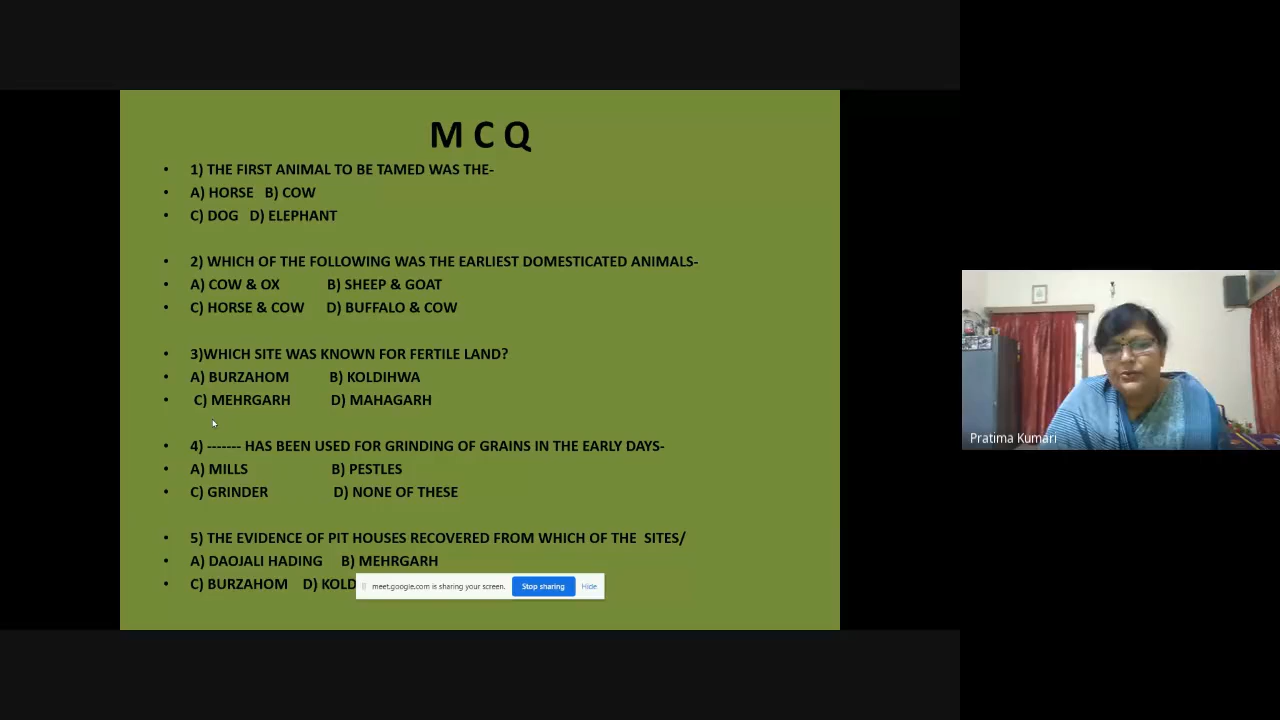 M C Q
• 1) THE FIRST ANIMAL TO BE TAMED WAS THE-
• A) HORSE B) COW
• C) DOG D) ELEPHANT
• 2) WHICH OF THE FOLLOWING WAS THE EARLIEST DOMESTICATED ANIMALS-
• A) COW & OX B) SHEEP & GOAT
• C) HORSE & COW D) BUFFALO & COW
• 3)WHICH SITE WAS KNOWN FOR FERTILE LAND?
• A) BURZAHOM B) KOLDIHWA
• C) MEHRGARH D) MAHAGARH
• 4) ------- HAS BEEN USED FOR GRINDING OF GRAINS IN THE EARLY DAYS-
• A) MILLS B) PESTLES
• C) GRINDER D) NONE OF THESE
• 5) THE EVIDENCE OF PIT HOUSES RECOVERED FROM WHICH OF THE SITES/
• A) DAOJALI HADING B) MEHRGARH
• C) BURZAHOM D) KOLD
meet.google.com is sharing your screen. Stop sharing Hide
Pratima Kumari